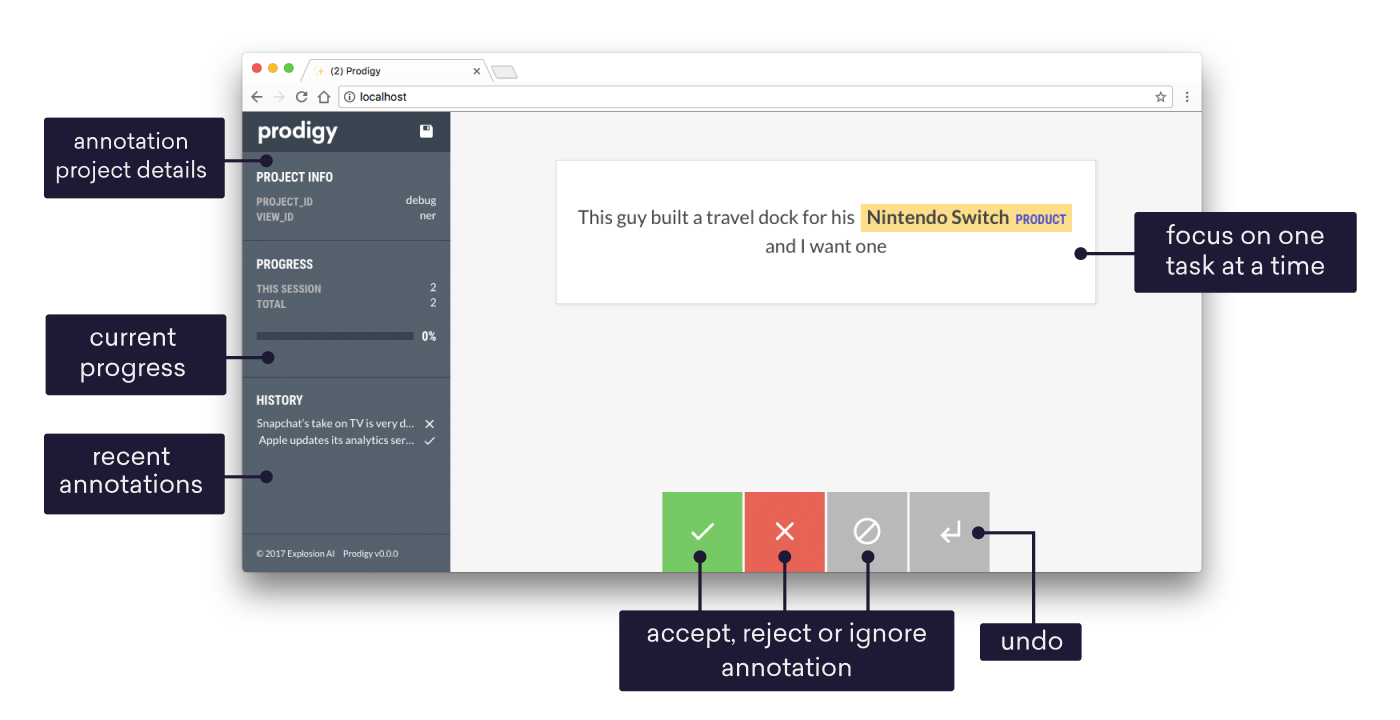 (2) Prodigy
localhost
annotation
project details
prodigy
PROJECT INFO
PROJECT_ID debug
VIEW_ID ner
PROGRESS
THIS SESSION 2
TOTAL 2
0%
current
progress
HISTORY
Snapchat's take on TV is very d...
Apple updates its analytics ser...
recent
annotations
© 2017 Explosion AI Prodigy v0.0.0
This guy built a travel dock for his Nintendo Switch PRODUCT
and I want one
focus on one
task at a time
accept, reject or ignore
annotation
undo